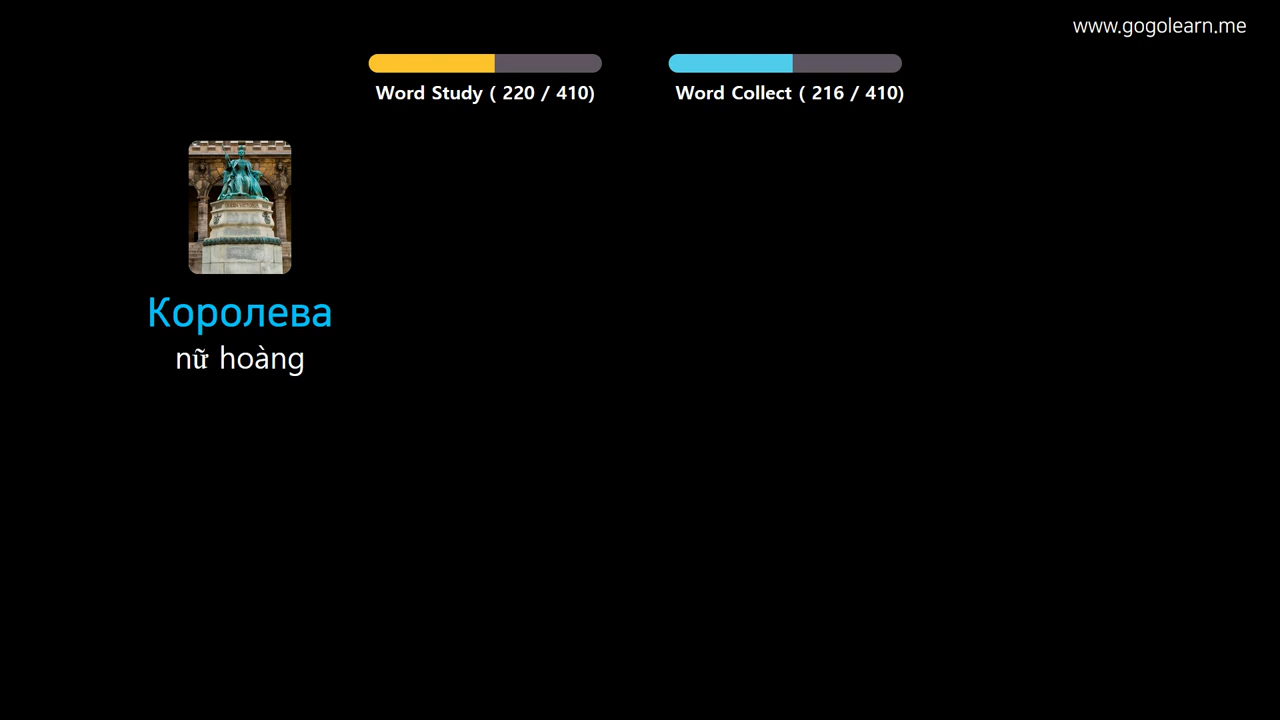 www.gogolearn.me
Word Study ( 220 / 410)
Word Collect ( 216 / 410)
Королева
nữ hoàng